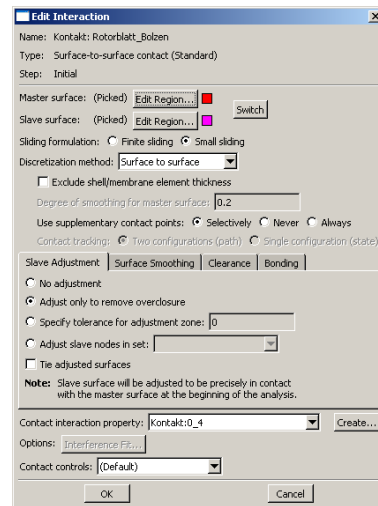 Edit Interaction
Name: Kontakt: Rotorblatt_Bolzen
Type: Surface-to-surface contact (Standard)
Step: Initial
Master surface: (Picked) Edit Region...
Switch
Slave surface: (Picked) Edit Region...
Sliding formulation: Finite sliding Small sliding
Discretization method: Surface to surface
Exclude shell/membrane element thickness
Degree of smoothing for master surface: 0.2
Use supplementary contact points: Selectively Never Always
Contact tracking: Two configurations (path) Single configuration (state)
Slave Adjustment Surface Smoothing Clearance Bonding
No adjustment
Adjust only to remove overclosure
Specify tolerance for adjustment zone: 0
Adjust slave nodes in set:
Tie adjusted surfaces
Note: Slave surface will be adjusted to be precisely in contact
with the master surface at the beginning of the analysis.
Contact interaction property: Kontakt:0_4 Create...
Options: Interference Fit...
Contact controls: (Default)
OK Cancel